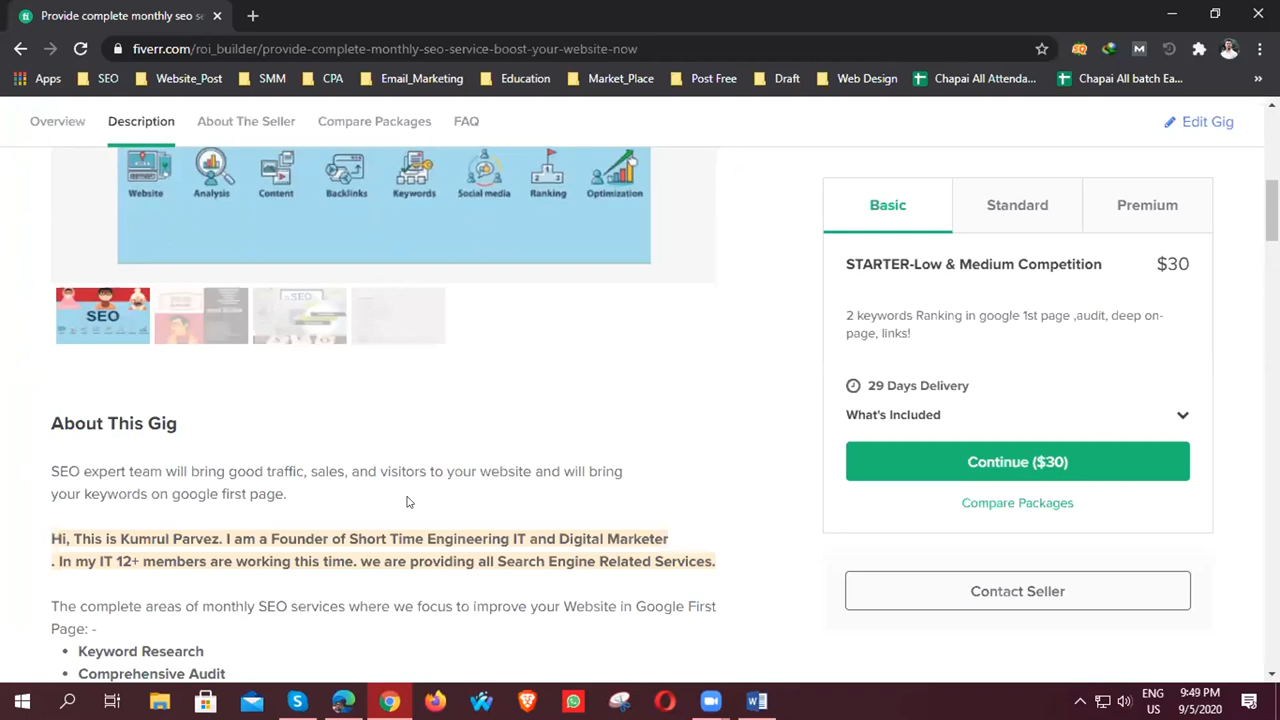 Provide complete monthly seo se
fiverr.com/roi_builder/provide-complete-monthly-seo-service-boost-your-website-now
Apps SEO Website_Post SMM CPA Email_Marketing Education Market_Place Post Free Draft Web Design Chapai All Attenda... Chapai All batch Ea... »
Overview Description About The Seller Compare Packages FAQ Edit Gig
Website Analysis Content Backlinks Keywords Social media Ranking Optimization
SEO
SEO
About This Gig
SEO expert team will bring good traffic, sales, and visitors to your website and will bring
your keywords on google first page.
Hi, This is Kumrul Parvez. I am a Founder of Short Time Engineering IT and Digital Marketer
. In my IT 12+ members are working this time. we are providing all Search Engine Related Services.
The complete areas of monthly SEO services where we focus to improve your Website in Google First
Page: -
• Keyword Research
• Comprehensive Audit
Basic Standard Premium
STARTER-Low & Medium Competition $30
2 keywords Ranking in google 1st page ,audit, deep on-
page, links!
29 Days Delivery
What's Included
Continue ($30)
Compare Packages
Contact Seller
ENG
US
9:49 PM
9/5/2020